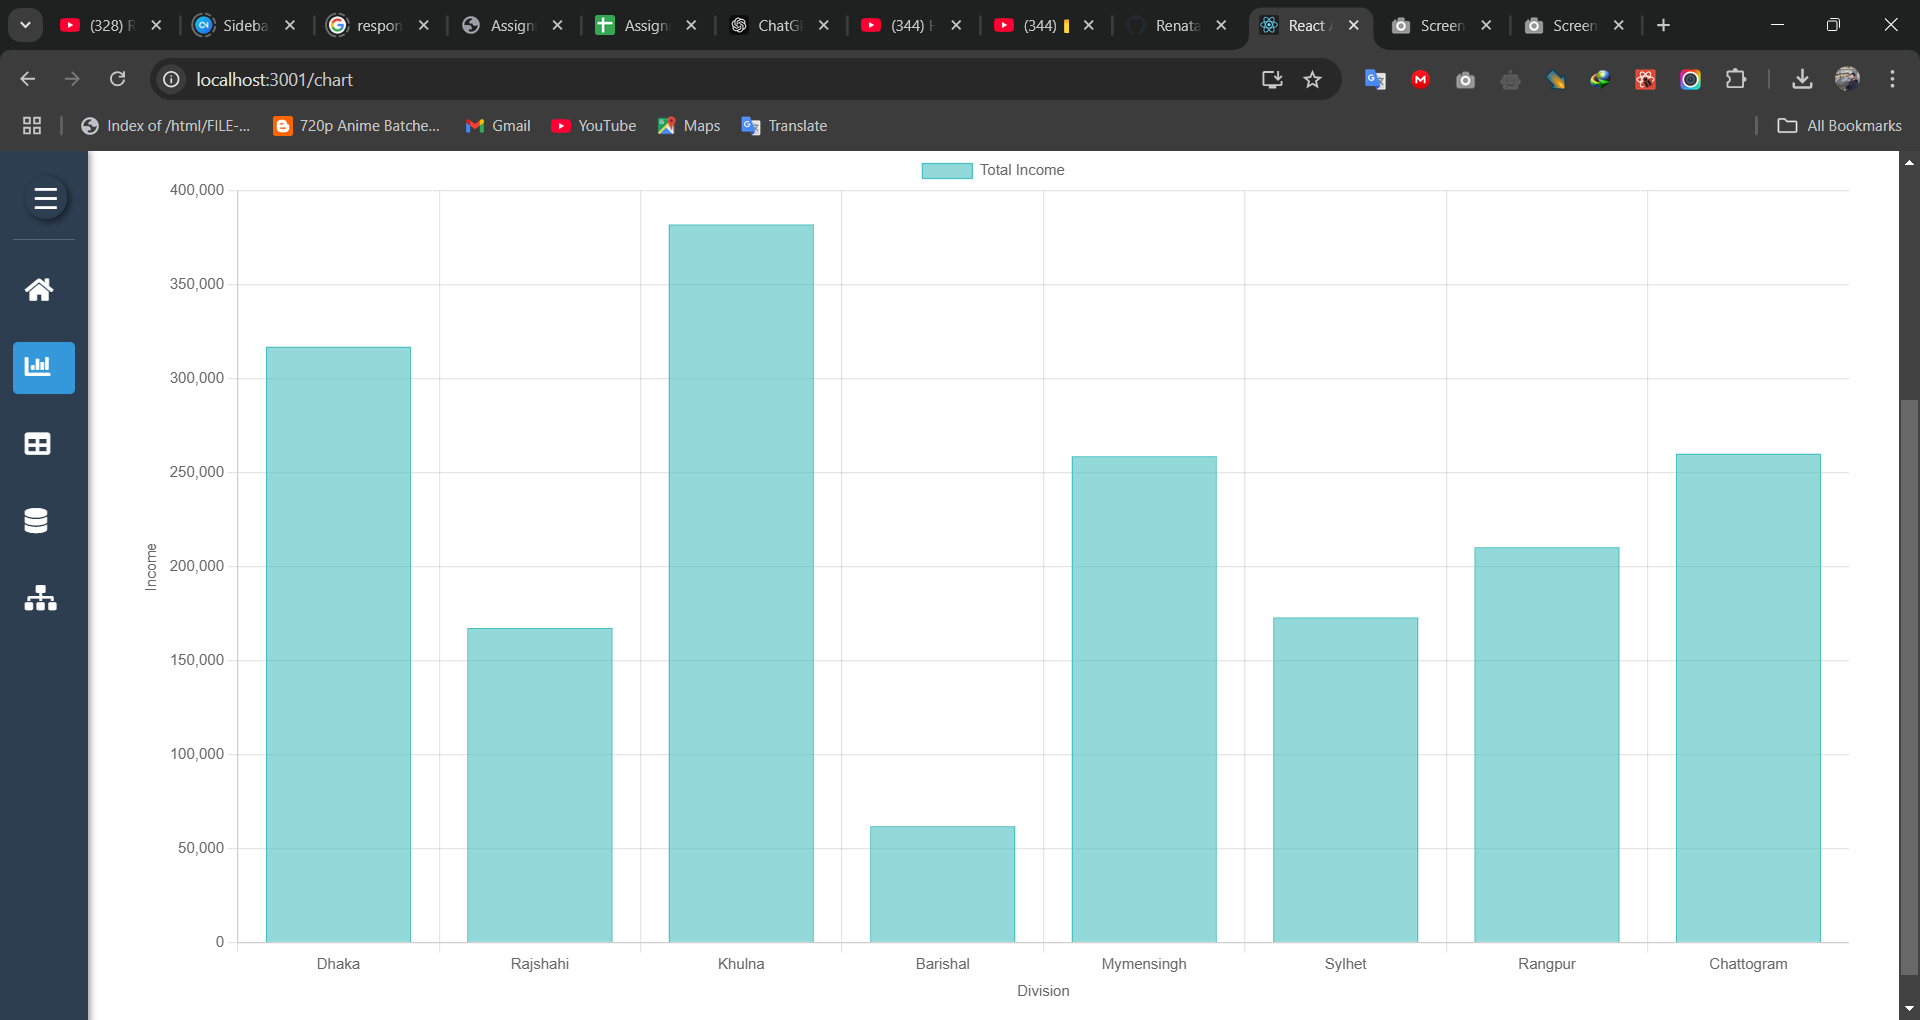 (328) R
Sideba
respon
Assign
Assign
ChatG
(344)
(344)
Renata
React
Screen
Screen
localhost:3001/chart
Index of /html/FILE-...
720p Anime Batche...
Gmail
YouTube
Maps
Translate
All Bookmarks
Total Income
400,000
350,000
300,000
250,000
200,000
150,000
100,000
50,000
0
Income
Dhaka
Rajshahi
Khulna
Barishal
Mymensingh
Sylhet
Rangpur
Chattogram
Division